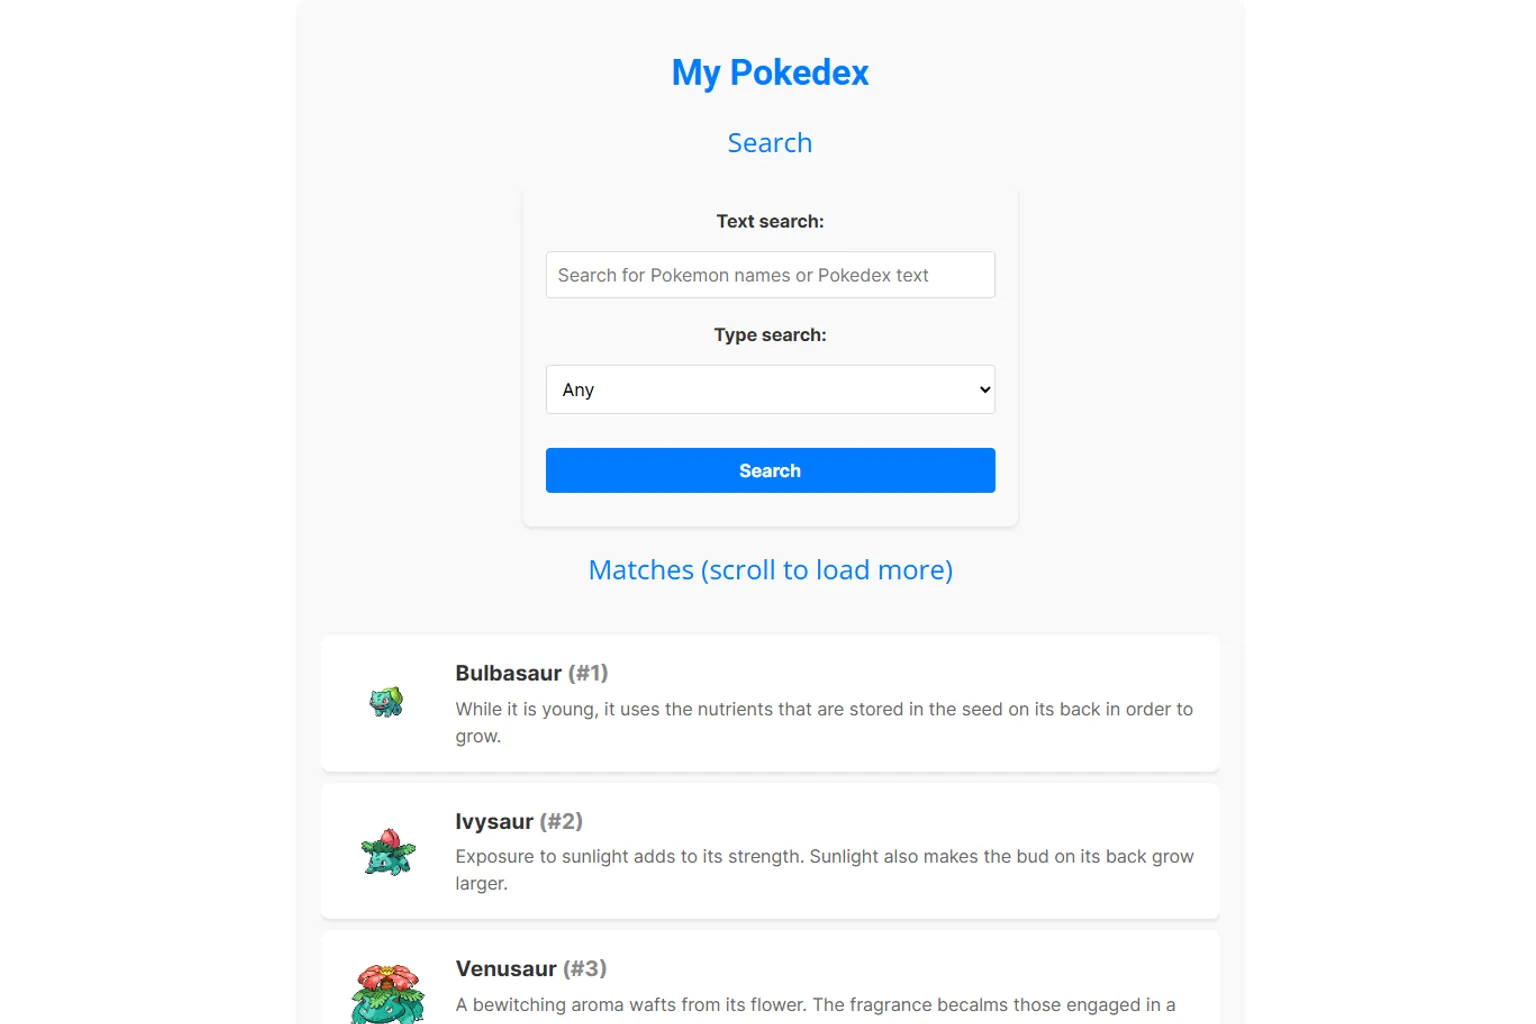 My Pokedex
Search
Text search:
Search for Pokemon names or Pokedex text
Type search:
Any
Search
Matches (scroll to load more)
Bulbasaur (#1)
While it is young, it uses the nutrients that are stored in the seed on its back in order to
grow.
Ivysaur (#2)
Exposure to sunlight adds to its strength. Sunlight also makes the bud on its back grow
larger.
Venusaur (#3)
A bewitching aroma wafts from its flower. The fragrance becalms those engaged in a